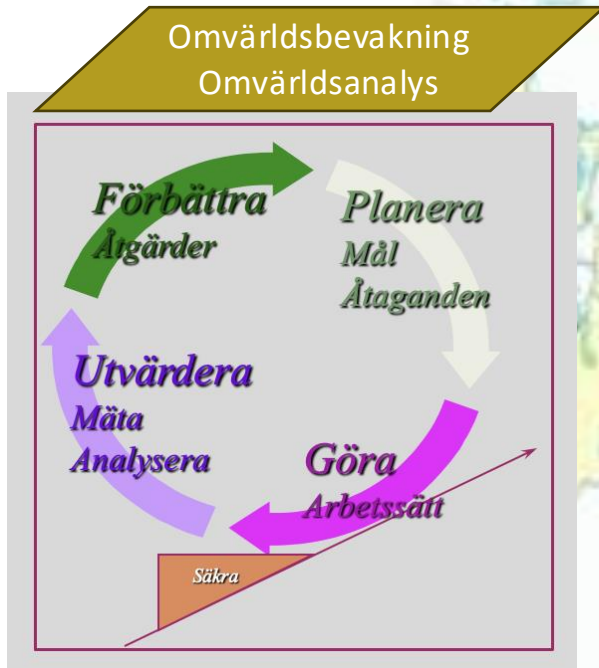 Omvärldsbevakning
Omvärldsanalys
Förbättra
Åtgärder
Planera
Mål
Åtaganden
Utvärdera
Mäta
Analysera
Göra
Arbetssätt
Säkra